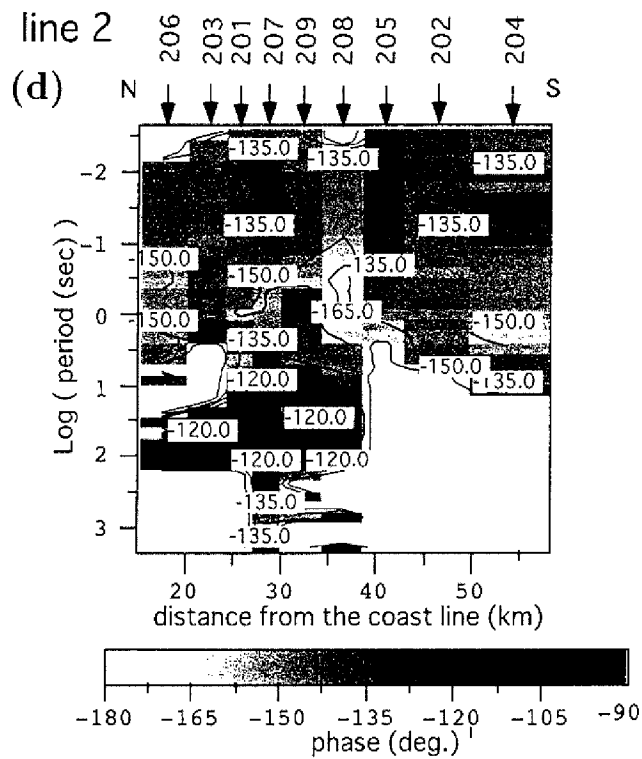 line 2
206 203 201 207 209 208 205 202 204
(d) N S
-135.0 -135.0 -135.0
-2
-135.0 -135.0
-1
-150.0 -150.0 -135.0
-165.0
0 -150.0 -150.0
-135.0
-120.0 -150.0 -135.0
1
-120.0 -120.0
2 -120.0 -120.0
-135.0
3 -135.0
Log ( period (sec) )
20 30 40 50
distance from the coast line (km)
-180 -165 -150 -135 -120 -105 -90
phase (deg.)